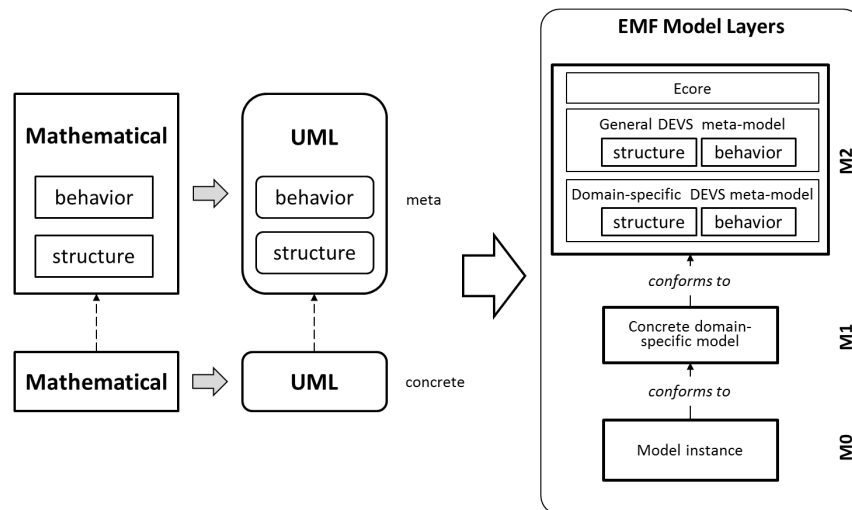 Mathematical
behavior
structure
Mathematical
UML
behavior
structure
UML
meta
concrete
EMF Model Layers
Ecore
General DEVS meta-model
structure behavior
Domain-specific DEVS meta-model
structure behavior
M2
conforms to
Concrete domain-
specific model
M1
conforms to
Model instance
M0